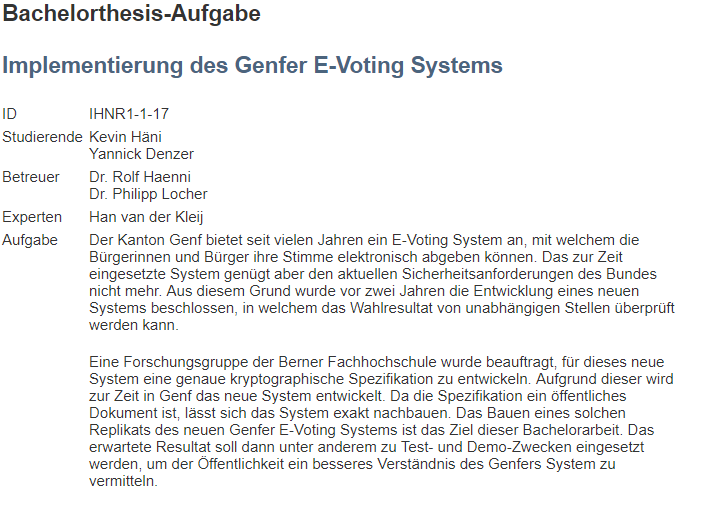 Bachelorthesis-Aufgabe
Implementierung des Genfer E-Voting Systems
ID IHNR1-1-17
Studierende Kevin Häni
Yannick Denzer
Betreuer Dr. Rolf Haenni
Dr. Philipp Locher
Experten Han van der Kleij
Aufgabe Der Kanton Genf bietet seit vielen Jahren ein E-Voting System an, mit welchem die
Bürgerinnen und Bürger ihre Stimme elektronisch abgeben können. Das zur Zeit
eingesetzte System genügt aber den aktuellen Sicherheitsanforderungen des Bundes
nicht mehr. Aus diesem Grund wurde vor zwei Jahren die Entwicklung eines neuen
Systems beschlossen, in welchem das Wahlresultat von unabhängigen Stellen überprüft
werden kann.
Eine Forschungsgruppe der Berner Fachhochschule wurde beauftragt, für dieses neue
System eine genaue kryptographische Spezifikation zu entwickeln. Aufgrund dieser wird
zur Zeit in Genf das neue System entwickelt. Da die Spezifikation ein öffentliches
Dokument ist, lässt sich das System exakt nachbauen. Das Bauen eines solchen
Replikats des neuen Genfer E-Voting Systems ist das Ziel dieser Bachelorarbeit. Das
erwartete Resultat soll dann unter anderem zu Test- und Demo-Zwecken eingesetzt
werden, um der Öffentlichkeit ein besseres Verständnis des Genfers System zu
vermitteln.